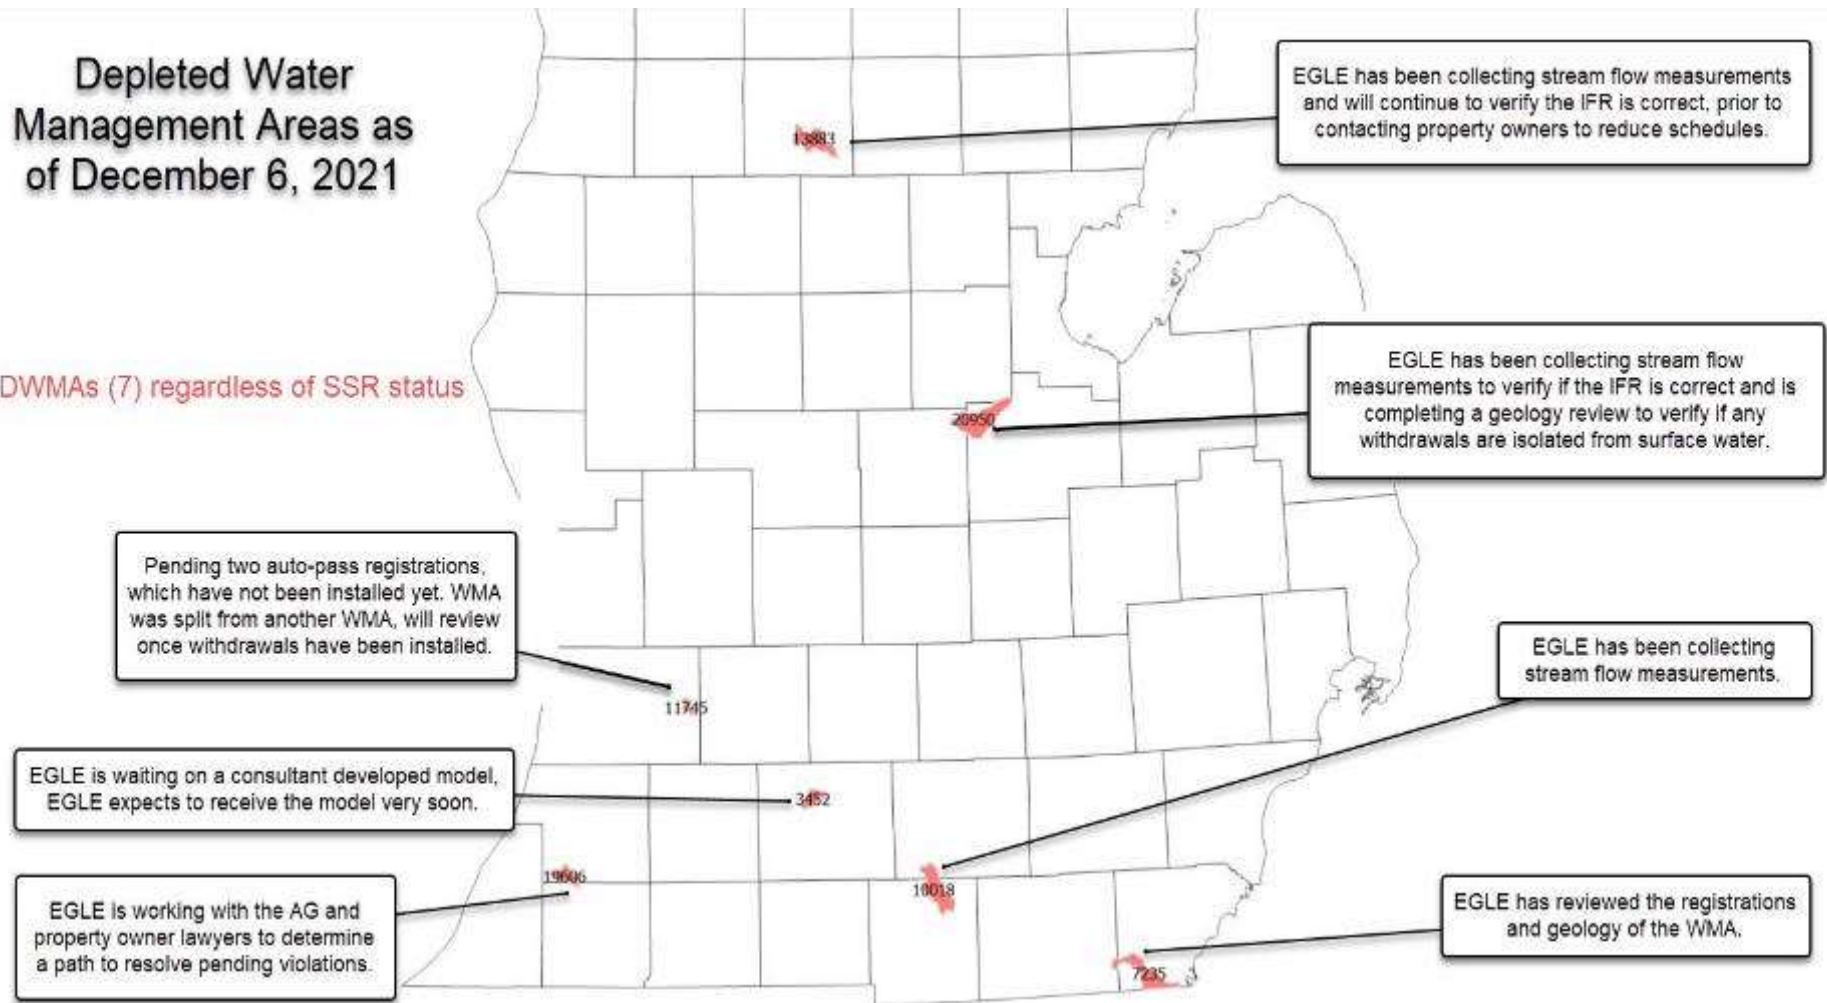 Depleted Water
Management Areas as
of December 6, 2021
DWMAs (7) regardless of SSR status
EGLE has been collecting stream flow measurements
and will continue to verify the IFR is correct, prior to
contacting property owners to reduce schedules.
13883
EGLE has been collecting stream flow
measurements to verify if the IFR is correct and is
completing a geology review to verify if any
withdrawals are isolated from surface water.
20950
Pending two auto-pass registrations,
which have not been installed yet. WMA
was split from another WMA, will review
once withdrawals have been installed.
11745
EGLE has been collecting
stream flow measurements.
10018
EGLE is waiting on a consultant developed model,
EGLE expects to receive the model very soon.
3452
EGLE is working with the AG and
property owner lawyers to determine
a path to resolve pending violations.
19606
EGLE has reviewed the registrations
and geology of the WMA.
7235